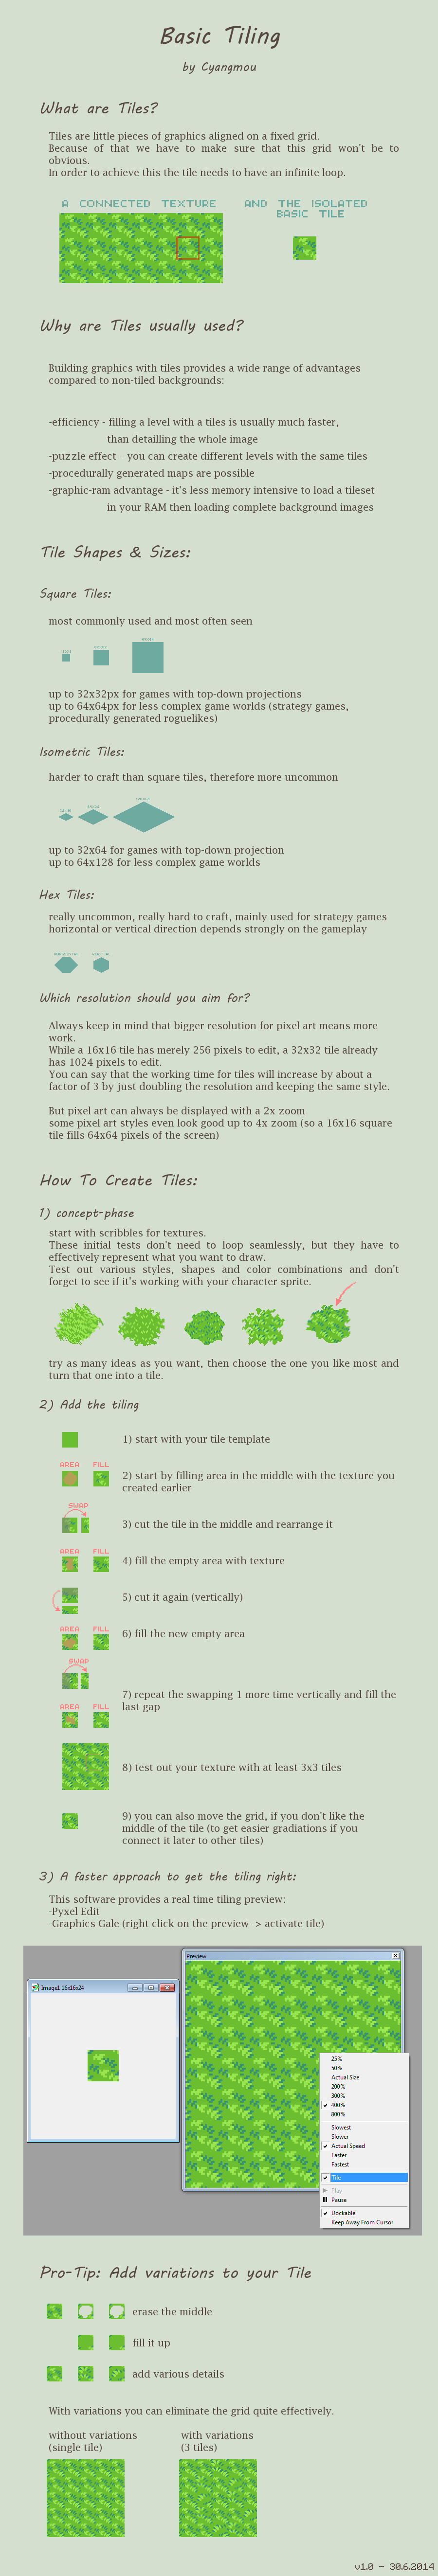 Basic Tiling
by Cyangmou
What are Tiles?
Tiles are little pieces of graphics aligned on a fixed grid.
Because of that we have to make sure that this grid won't be to
obvious.
In order to achieve this the tile needs to have an infinite loop.
A CONNECTED TEXTURE
AND THE ISOLATED
BASIC TILE
Why are Tiles usually used?
Building graphics with tiles provides a wide range of advantages
compared to non-tiled backgrounds:
-efficiency - filling a level with a tiles is usually much faster,
than detailling the whole image
-puzzle effect – you can create different levels with the same tiles
-procedurally generated maps are possible
-graphic-ram advantage - it's less memory intensive to load a tileset
in your RAM then loading complete background images
Tile Shapes & Sizes:
Square Tiles:
most commonly used and most often seen
up to 32x32px for games with top-down projections
up to 64x64px for less complex game worlds (strategy games,
procedurally generated roguelikes)
Isometric Tiles:
harder to craft than square tiles, therefore more uncommon
up to 32x64 for games with top-down projection
up to 64x128 for less complex game worlds
Hex Tiles:
really uncommon, really hard to craft, mainly used for strategy games
horizontal or vertical direction depends strongly on the gameplay
HORIZONTAL
VERTICAL
Which resolution should you aim for?
Always keep in mind that bigger resolution for pixel art means more
work.
While a 16x16 tile has merely 256 pixels to edit, a 32x32 tile already
has 1024 pixels to edit.
You can say that the working time for tiles will increase by about a
factor of 3 by just doubling the resolution and keeping the same style.
But pixel art can always be displayed with a 2x zoom
some pixel art styles even look good up to 4x zoom (so a 16x16 square
tile fills 64x64 pixels of the screen)
How To Create Tiles:
1) concept-phase
start with scribbles for textures.
These initial tests don't need to loop seamlessly, but they have to
effectively represent what you want to draw.
Test out various styles, shapes and color combinations and don't
forget to see if it's working with your character sprite.
try as many ideas as you want, then choose the one you like most and
turn that one into a tile.
2) Add the tiling
1) start with your tile template
AREA FILL
2) start by filling area in the middle with the texture you
created earlier
SWAP
3) cut the tile in the middle and rearrange it
AREA FILL
4) fill the empty area with texture
5) cut it again (vertically)
AREA FILL
6) fill the new empty area
SWAP
7) repeat the swapping 1 more time vertically and fill the
last gap
AREA FILL
8) test out your texture with at least 3x3 tiles
9) you can also move the grid, if you don't like the
middle of the tile (to get easier gradiations if you
connect it later to other tiles)
3) A faster approach to get the tiling right:
This software provides a real time tiling preview:
-Pyxel Edit
-Graphics Gale (right click on the preview -> activate tile)
Preview
Image1 16x16x24
25%
50%
Actual Size
200%
300%
400%
800%
Slowest
Slower
Actual Speed
Faster
Fastest
Tile
Play
Pause
Dockable
Keep Away From Cursor
Pro-Tip: Add variations to your Tile
erase the middle
fill it up
add various details
With variations you can eliminate the grid quite effectively.
without variations
(single tile)
with variations
(3 tiles)
v1.0 - 30.6.2014